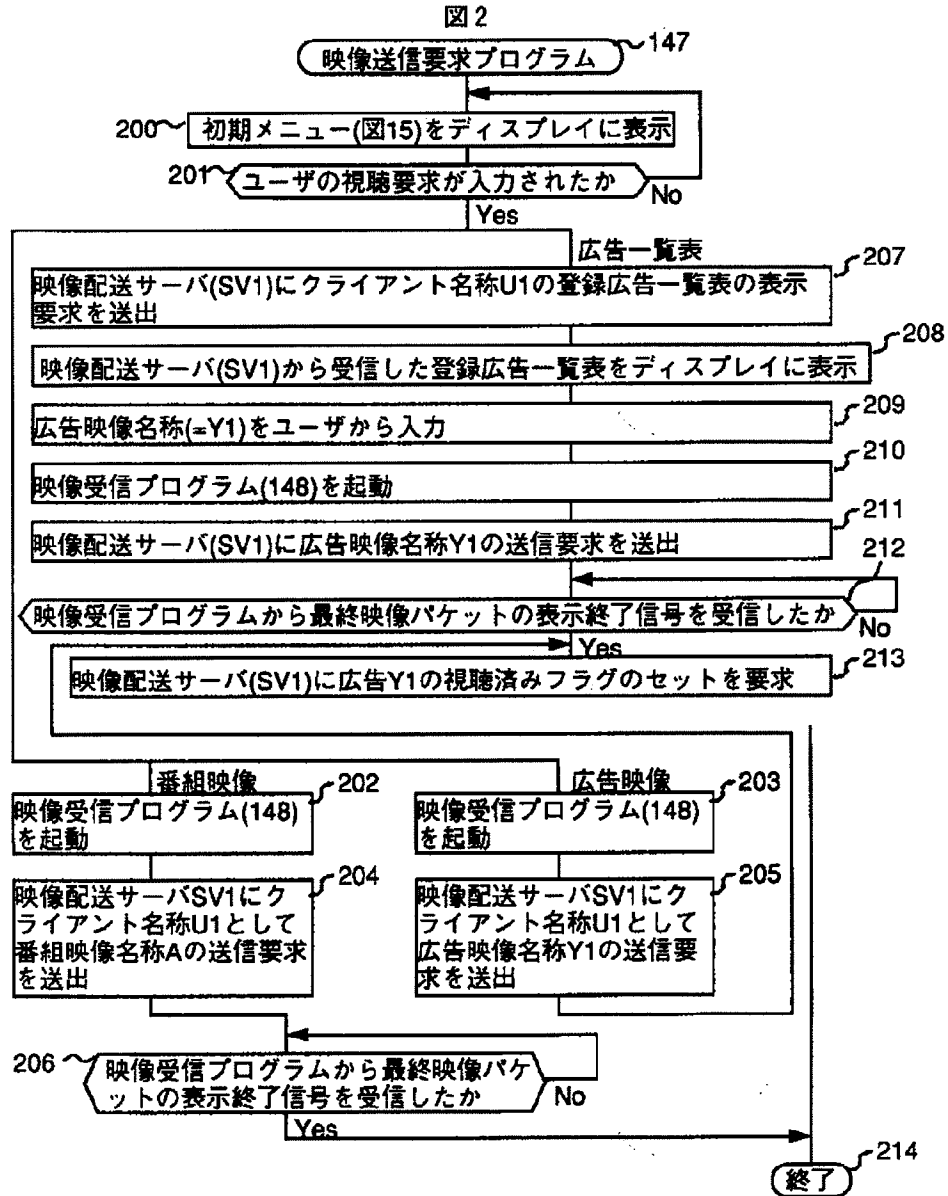 図2
映像送信要求プログラム
147
200
初期メニュー(図15)をディスプレイに表示
201
ユーザの視聴要求が入力されたか
No
Yes
広告一覧表
207
映像配送サーバ(SV1)にクライアント名称U1の登録広告一覧表の表示
要求を送出
208
映像配送サーバ(SV1)から受信した登録広告一覧表をディスプレイに表示
209
広告映像名称(=Y1)をユーザから入力
210
映像受信プログラム(148)を起動
211
映像配送サーバ(SV1)に広告映像名称Y1の送信要求を送出
212
映像受信プログラムから最終映像パケットの表示終了信号を受信したか
No
Yes
213
映像配送サーバ(SV1)に広告Y1の視聴済みフラグのセットを要求
番組映像
202
映像受信プログラム(148)
を起動
広告映像
203
映像受信プログラム(148)
を起動
204
映像配送サーバSV1にク
ライアント名称U1として
番組映像名称Aの送信要求
を送出
205
映像配送サーバSV1にク
ライアント名称U1として
広告映像名称Y1の送信要
求を送出
206
映像受信プログラムから最終映像パケ
ットの表示終了信号を受信したか
No
Yes
214
終了